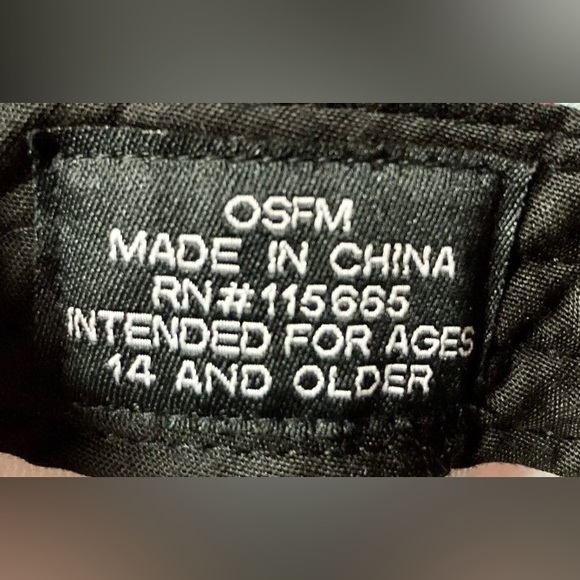 OSFM
MADE IN CHINA
RN#115665
INTENDED FOR AGES
14 AND OLDER